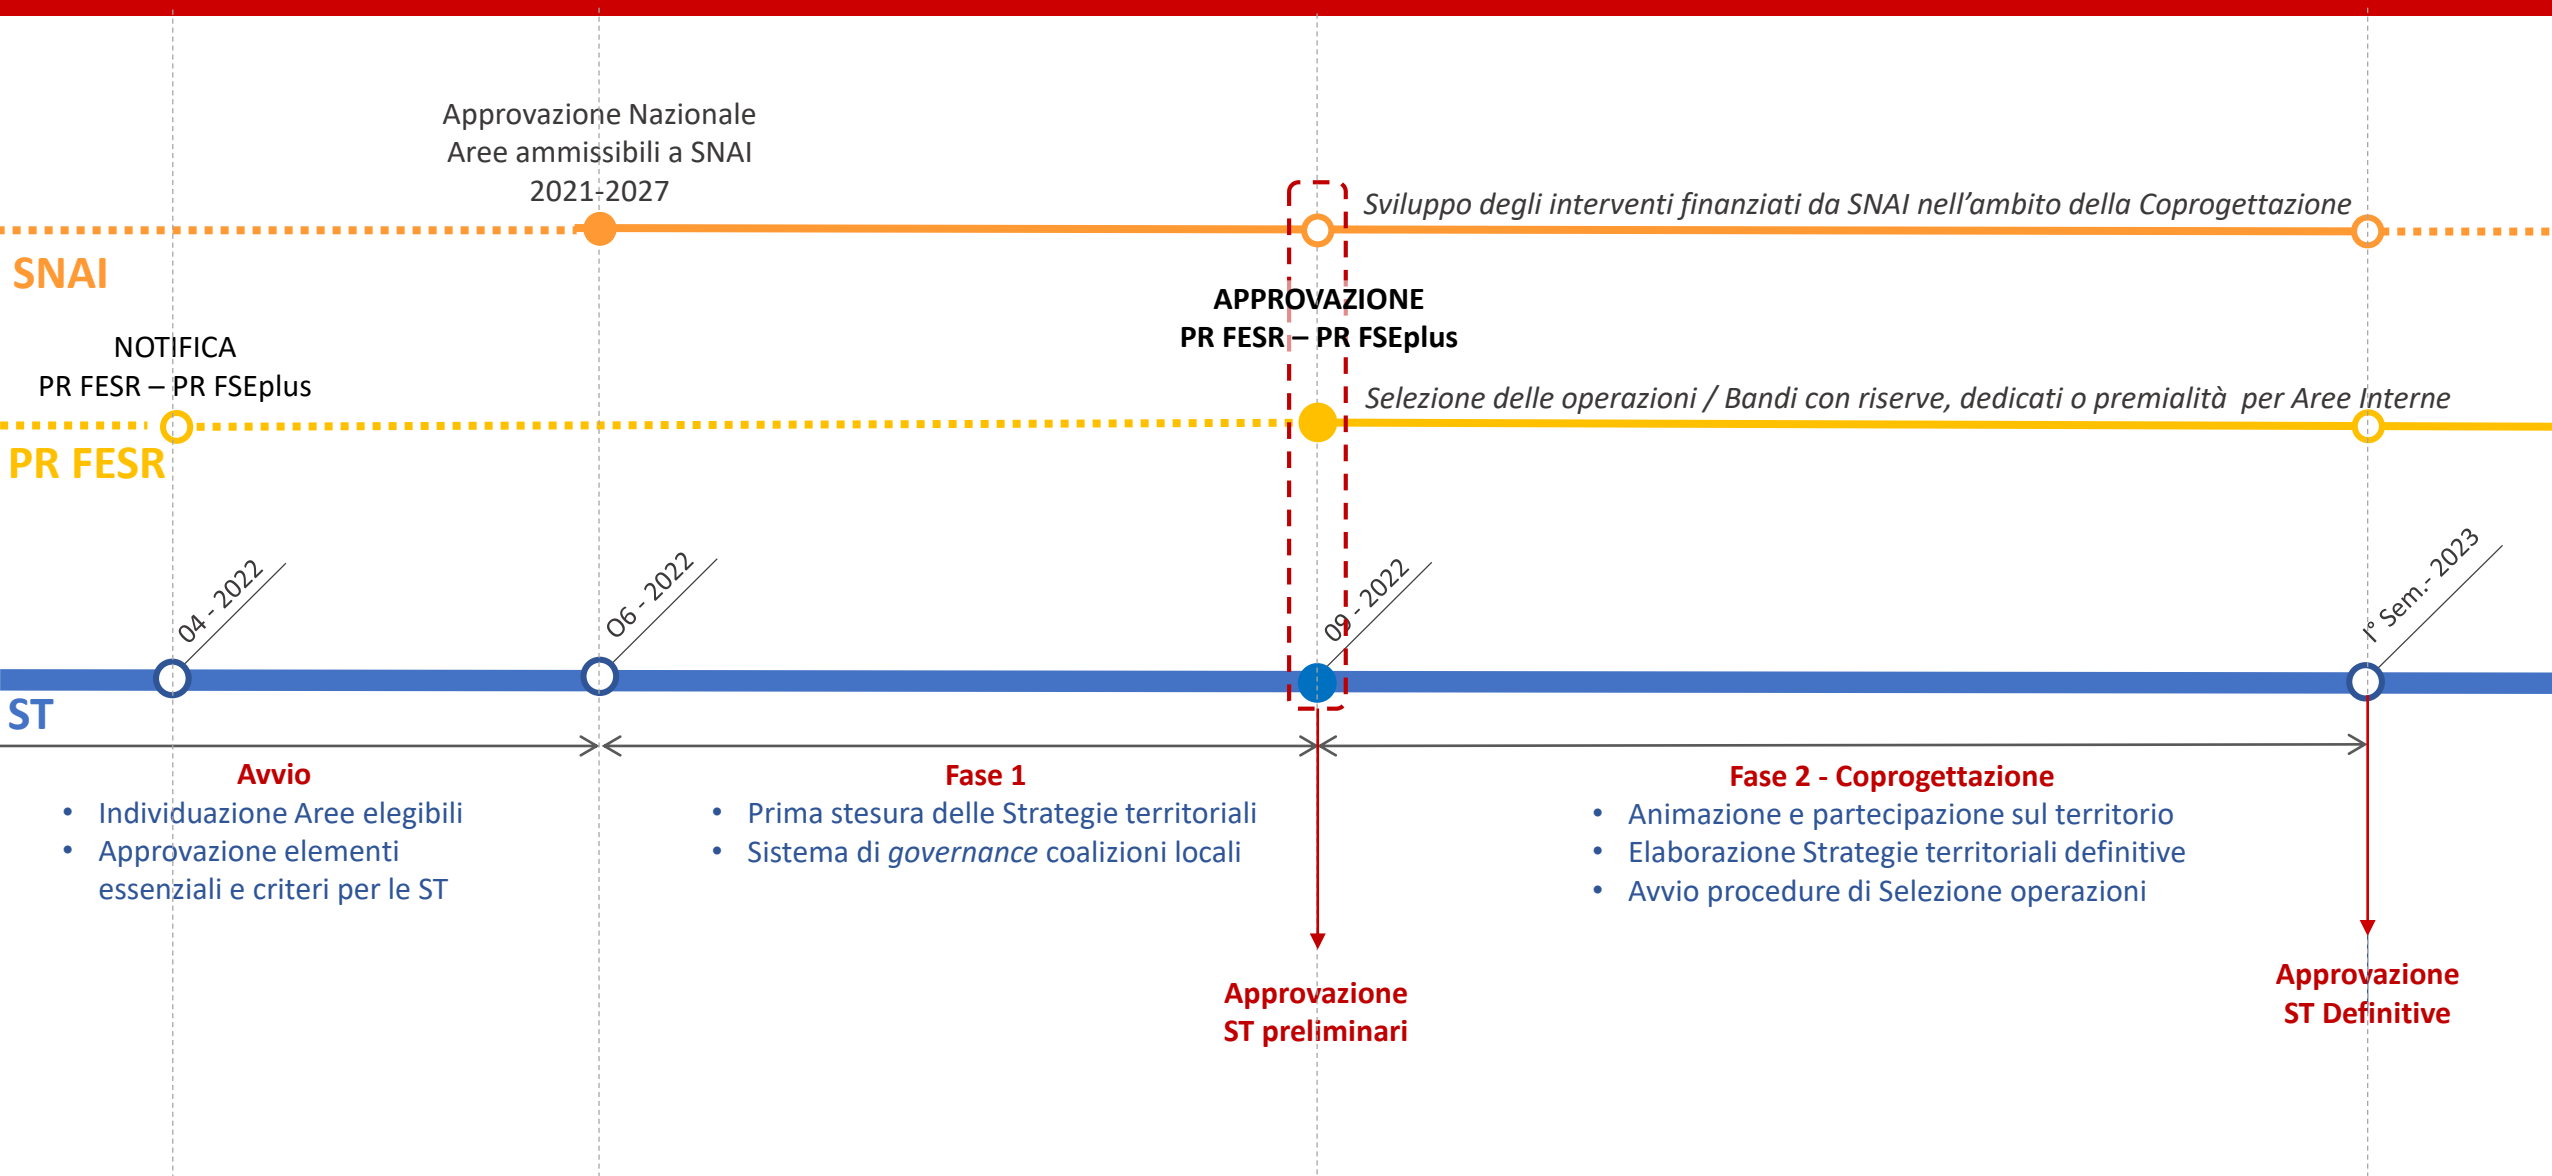 Approvazione Nazionale
Aree ammissibili a SNAI
2021-2027
Sviluppo degli interventi finanziati da SNAI nell'ambito della Coprogettazione
SNAI
APPROVAZIONE
PR FESR – PR FSEplus
NOTIFICA
PR FESR – PR FSEplus
Selezione delle operazioni / Bandi con riserve, dedicati o premialità per Aree Interne
PR FESR
04 - 2022
O6 - 2022
09 - 2022
I° Sem.- 2023
ST
Avvio
• Individuazione Aree elegibili
• Approvazione elementi
essenziali e criteri per le ST
Fase 1
• Prima stesura delle Strategie territoriali
• Sistema di governance coalizioni locali
Fase 2 - Coprogettazione
• Animazione e partecipazione sul territorio
• Elaborazione Strategie territoriali definitive
• Avvio procedure di Selezione operazioni
Approvazione
ST preliminari
Approvazione
ST Definitive